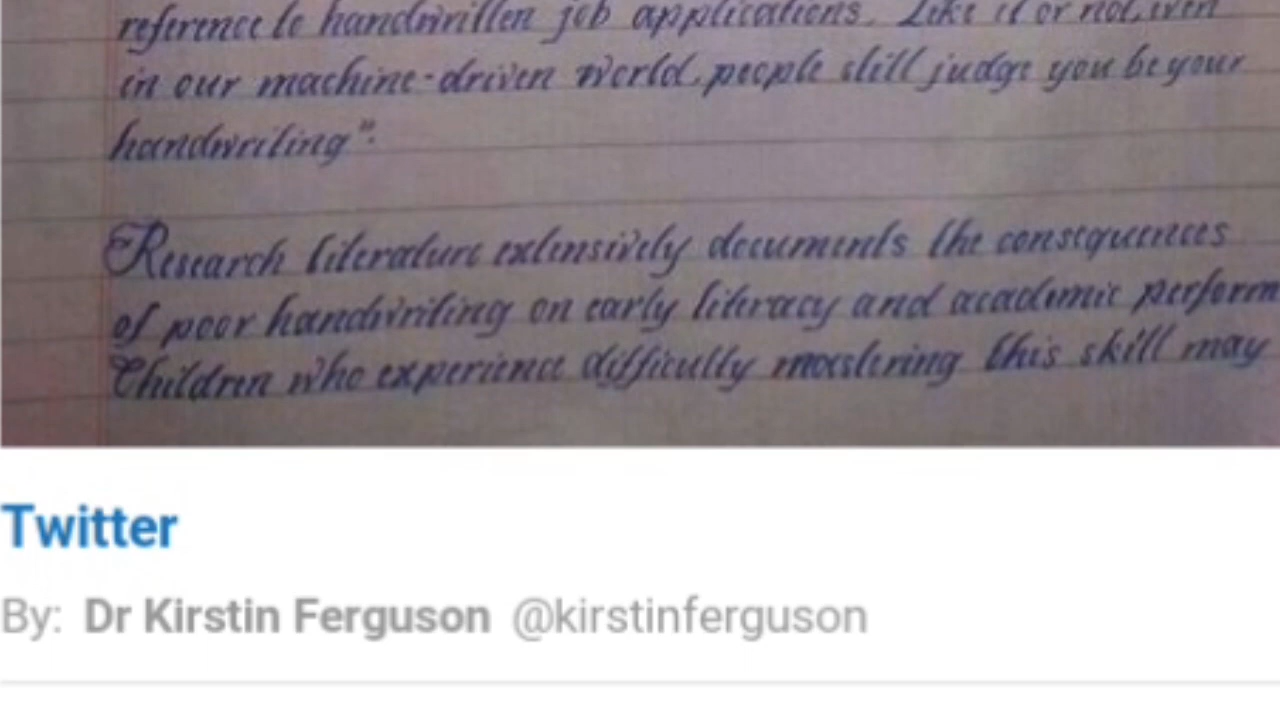 reference to handwritten job applications. Like it or not, even
in our machine-driven world, people still judge you be your
handwriting".
Research literature extensively documents the consequences
of poor handwriting on early literacy and academic perform
Children who experience difficulty mastering this skill may
Twitter
By: Dr Kirstin Ferguson @kirstinferguson